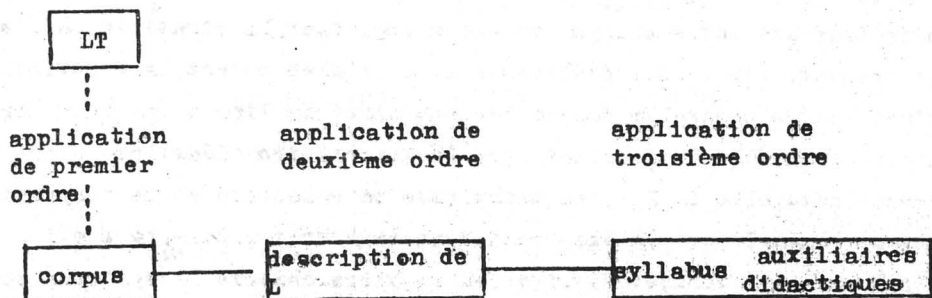 LT
application de premier ordre
application de deuxième ordre
application de troisième ordre
corpus
description de L
syllabus auxiliaires didactiques